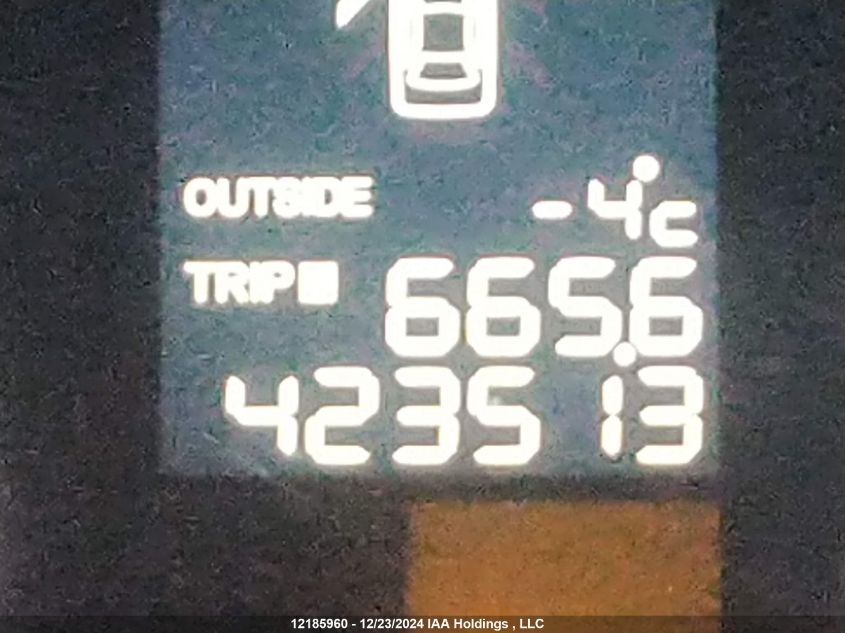 OUTSIDE -4°C
TRIP 665.6
423513
12185960 - 12/23/2024 IAA Holdings , LLC